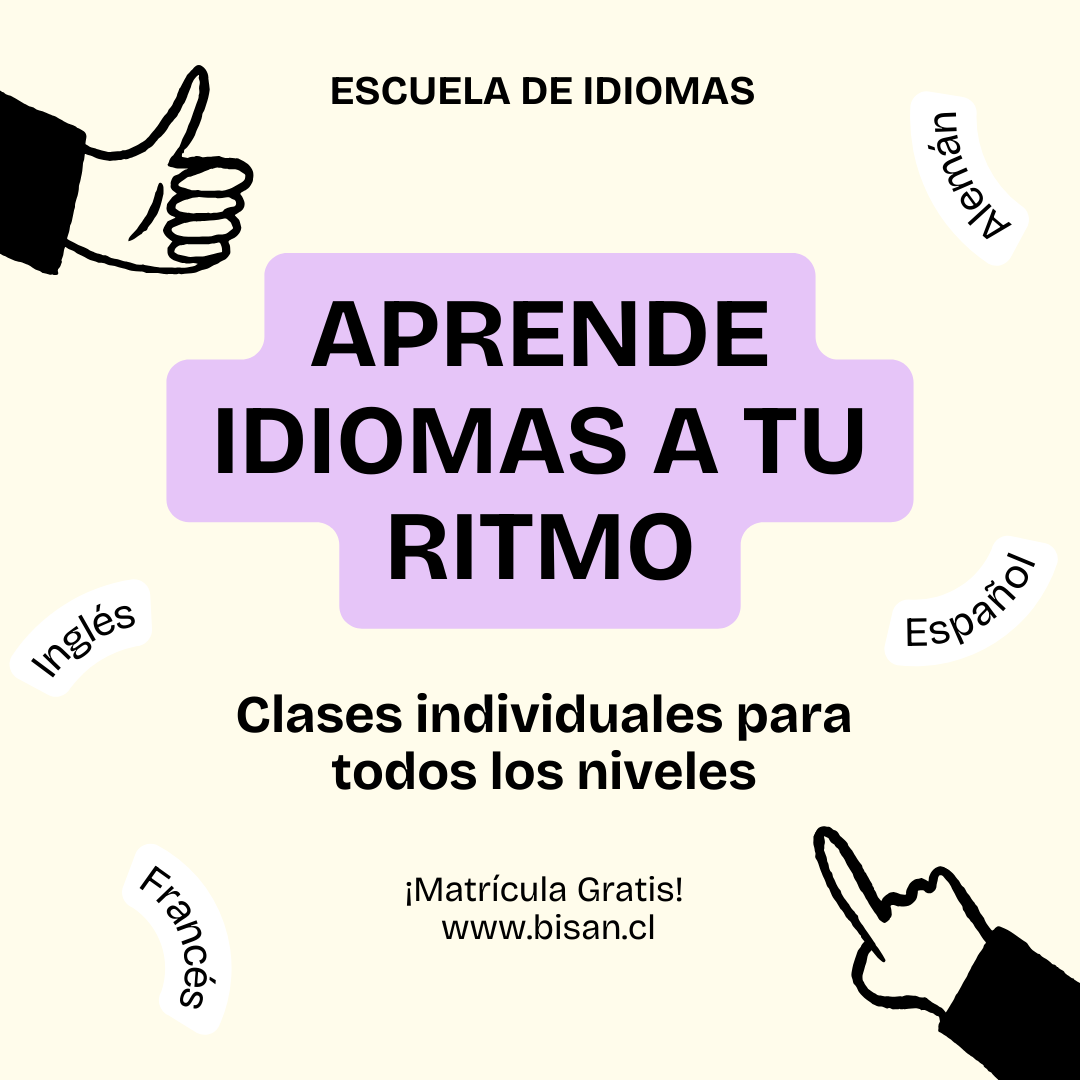 ESCUELA DE IDIOMAS
Alemán
APRENDE
IDIOMAS A TU
RITMO
Inglés
Español
Clases individuales para
todos los niveles
Francés
¡Matrícula Gratis!
www.bisan.cl